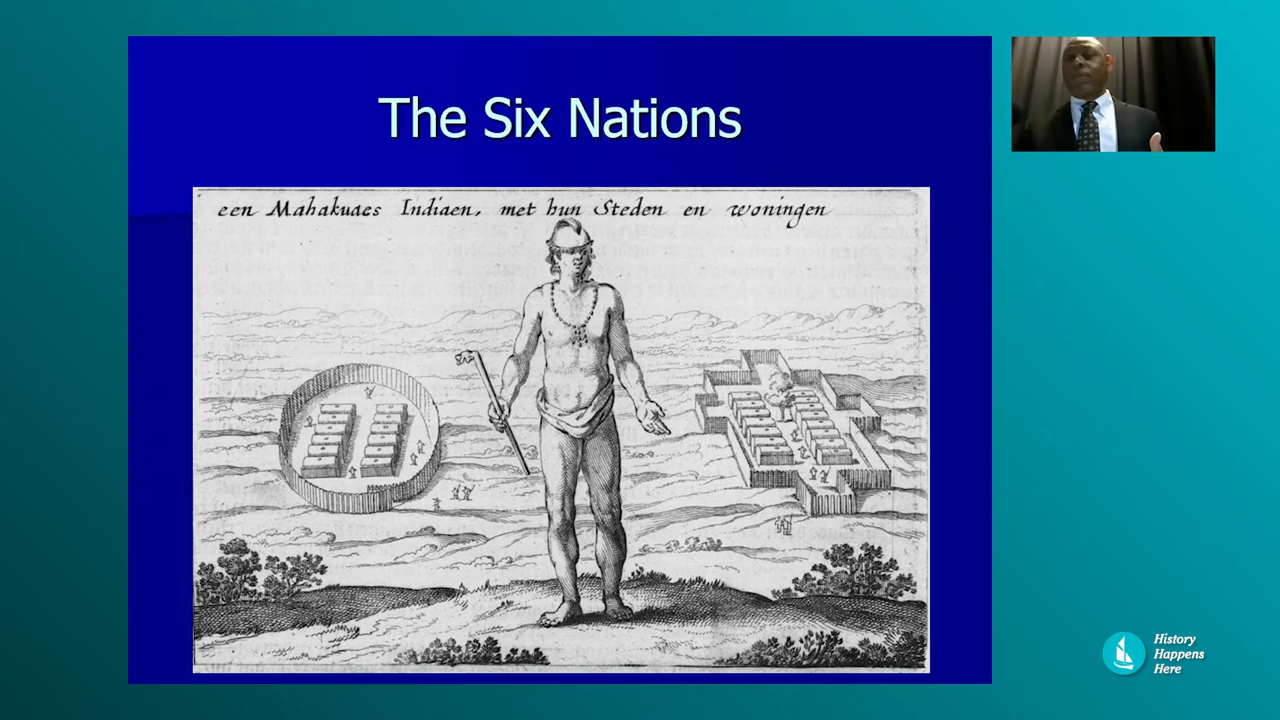 The Six Nations
een Mahakuaes Indiaen, met hun Steden en woningen
History
Happens
Here